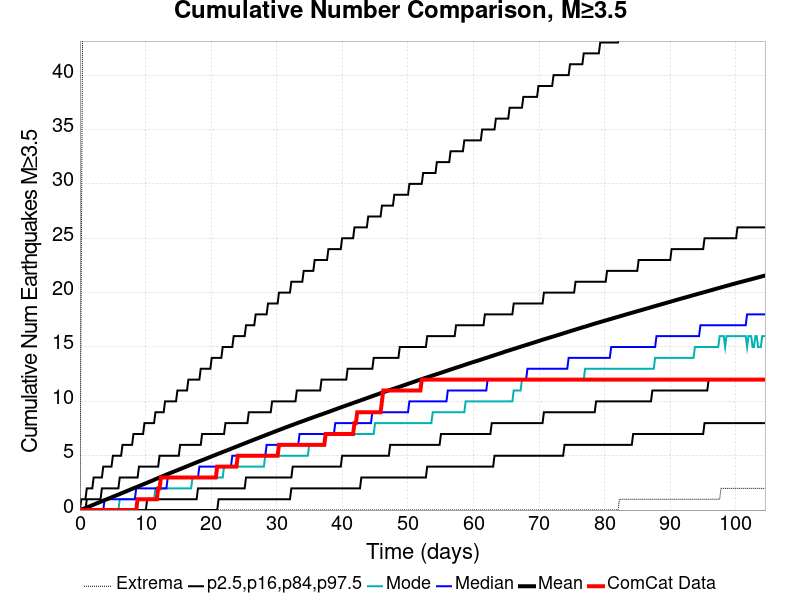 Cumulative Number Comparison, M≥3.5
Cumulative Num Earthquakes M≥3.5
40
35
30
25
20
15
10
5
0
0 10 20 30 40 50 60 70 80 90 100
Time (days)
Extrema p2.5,p16,p84,p97.5 Mode Median Mean ComCat Data